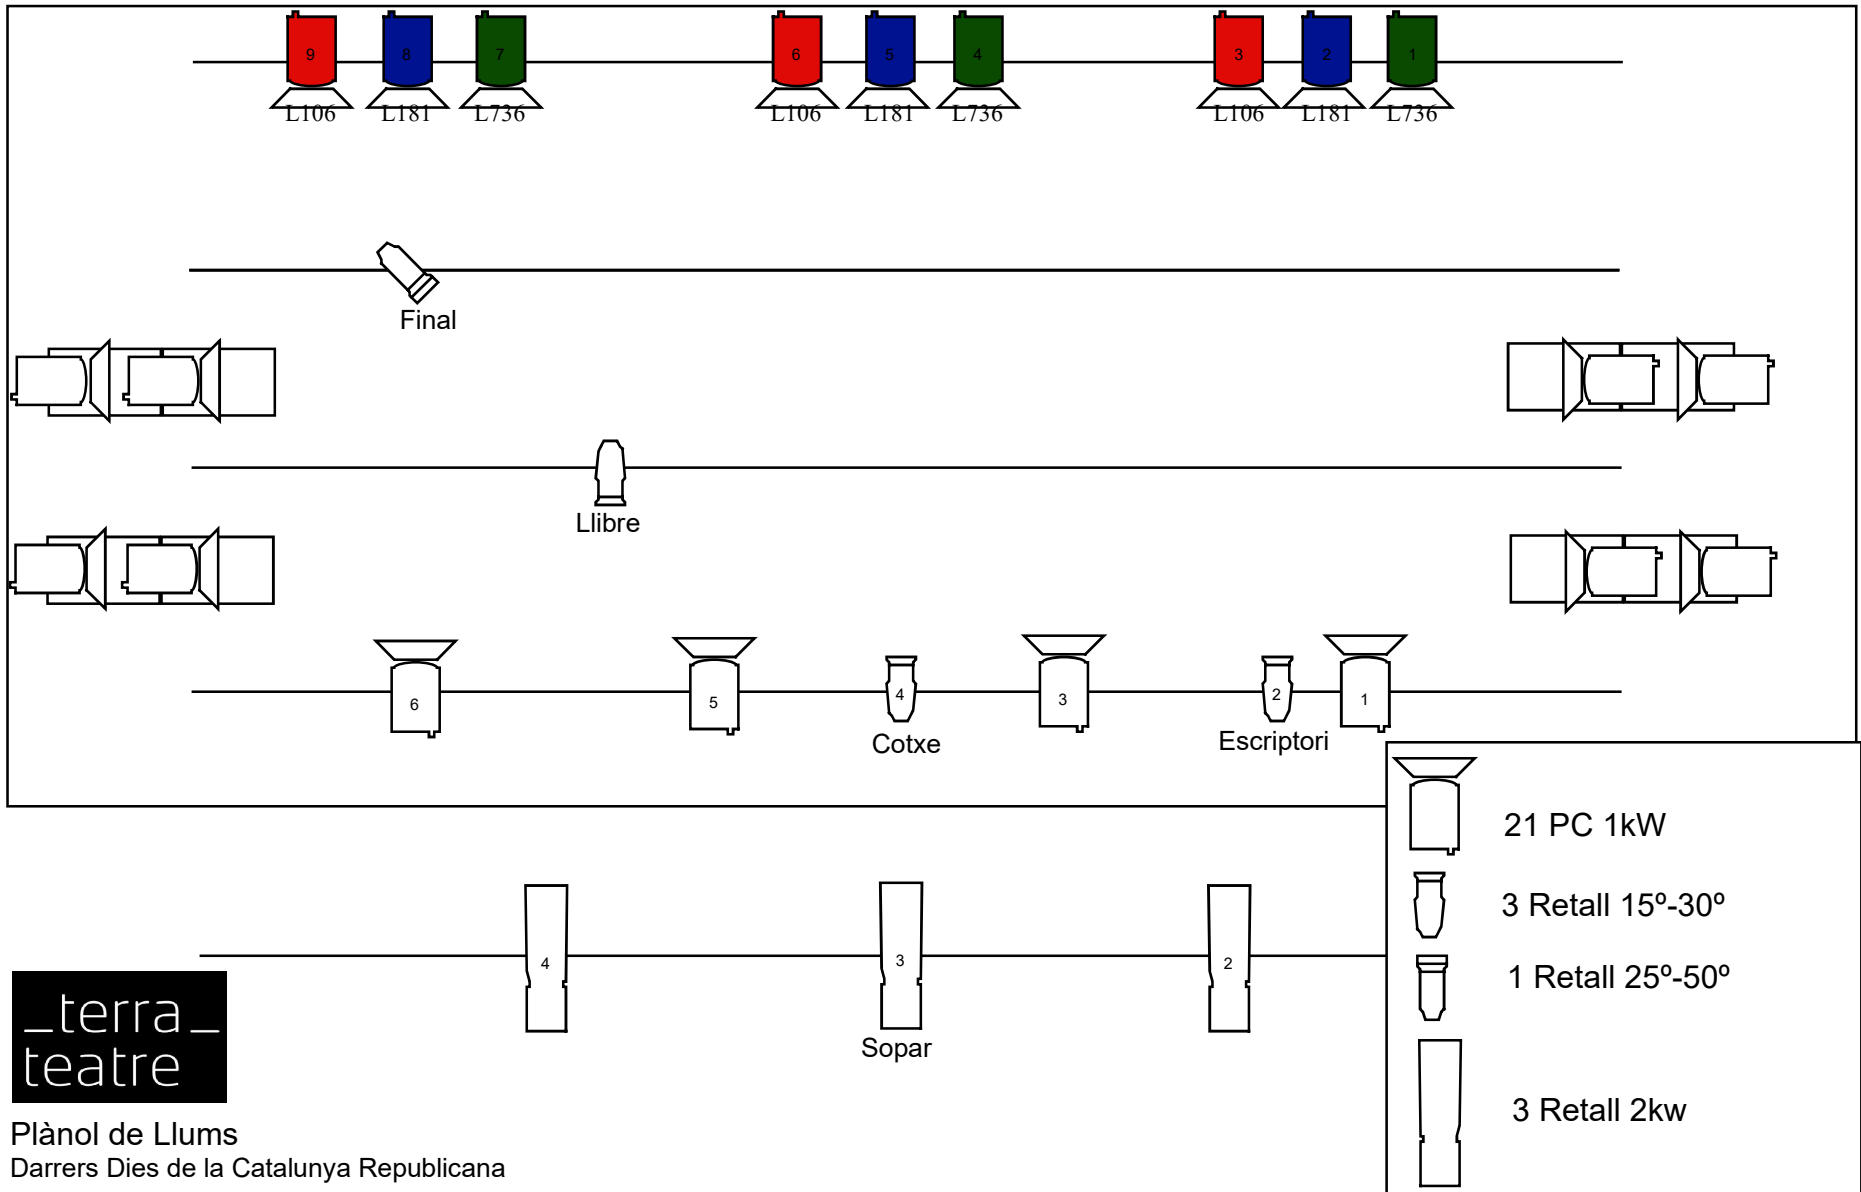 9 8 7 6 5 4 3 2 1
L106 L181 L736 L106 L181 L736 L106 L181 L736
Final
Llibre
6 5 4 3 2 1
Cotxe
Escriptori
21 PC 1kW
3 Retall 15º-30º
1 Retall 25º-50º
3 Retall 2kw
4 3 2
Sopar
_terra_
teatre
Plànol de Llums
Darrers Dies de la Catalunya Republicana